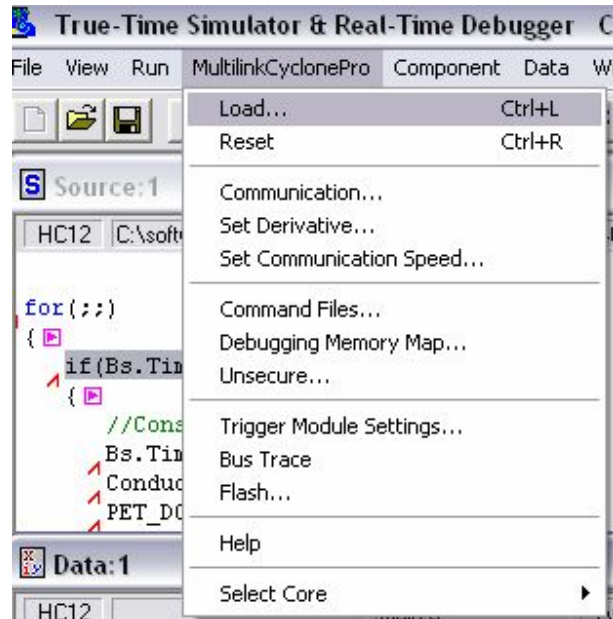 True-Time Simulator & Real-Time Debugger
File View Run MultilinkCyclonePro Component Data
Load... Ctrl+L
Reset Ctrl+R
Communication...
Set Derivative...
Set Communication Speed...
Command Files...
Debugging Memory Map...
Unsecure...
Trigger Module Settings...
Bus Trace
Flash...
Help
Select Core
S Source:1
HC12 C:\soft
for(;;)
{
if(Bs.Tim
{
//Cons
Bs.Tim
Conduc
PET_DO
Data:1
HC12